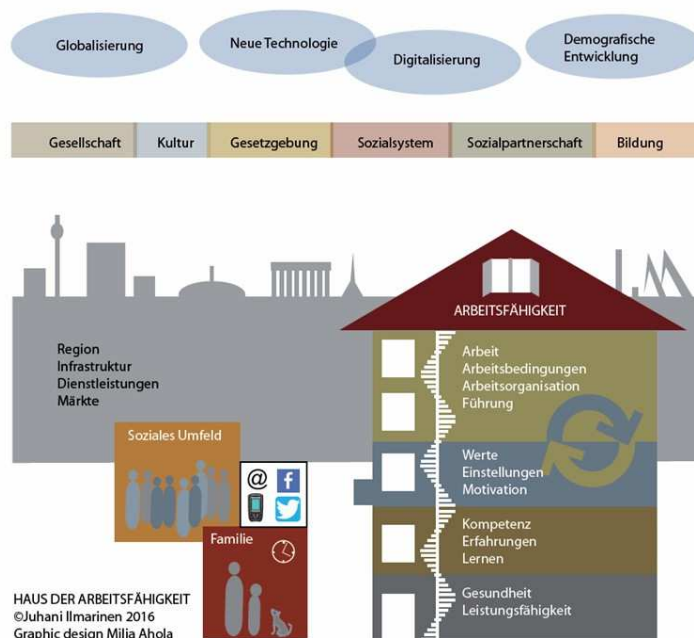 Globalisierung
Neue Technologie
Digitalisierung
Demografische
Entwicklung
Gesellschaft
Kultur
Gesetzgebung
Sozialsystem
Sozialpartnerschaft
Bildung
ARBEITSFÄHIGKEIT
Region
Infrastruktur
Dienstleistungen
Märkte
Arbeit
Arbeitsbedingungen
Arbeitsorganisation
Führung
Soziales Umfeld
@
f
Werte
Einstellungen
Motivation
Kompetenz
Erfahrungen
Lernen
Familie
Gesundheit
Leistungsfähigkeit
HAUS DER ARBEITSFÄHIGKEIT
©Juhani Ilmarinen 2016
Graphic design Milja Ahola